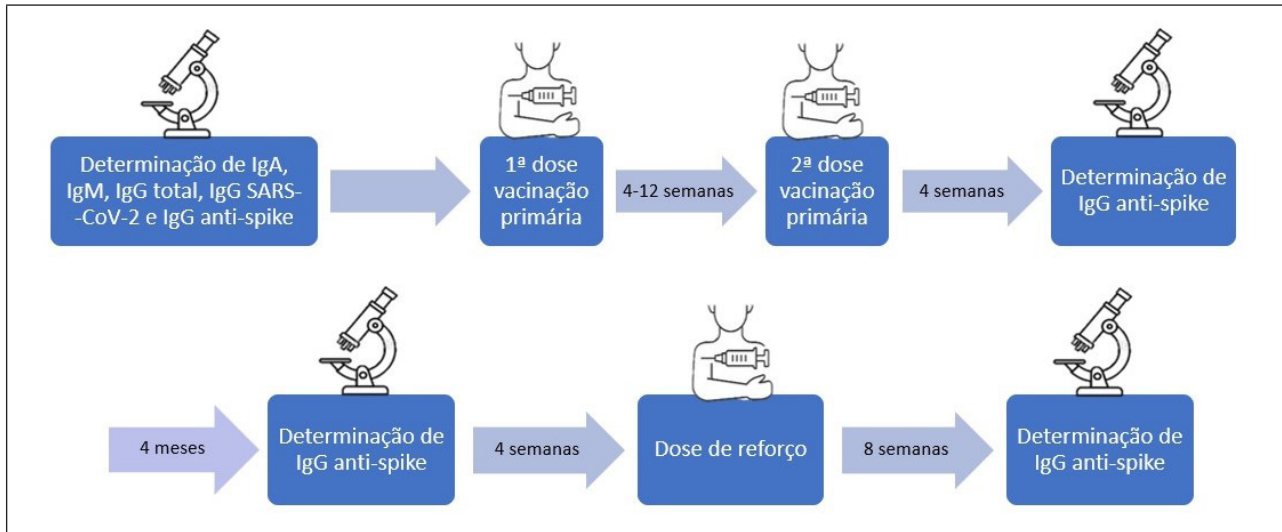 Determinação de IgA,
IgM, IgG total, IgG SARS-
-CoV-2 e IgG anti-spike
1ª dose
vacinação
primária
4-12 semanas
2ª dose
vacinação
primária
4 semanas
Determinação de
IgG anti-spike
4 meses
Determinação de
IgG anti-spike
4 semanas
Dose de reforço
8 semanas
Determinação de
IgG anti-spike